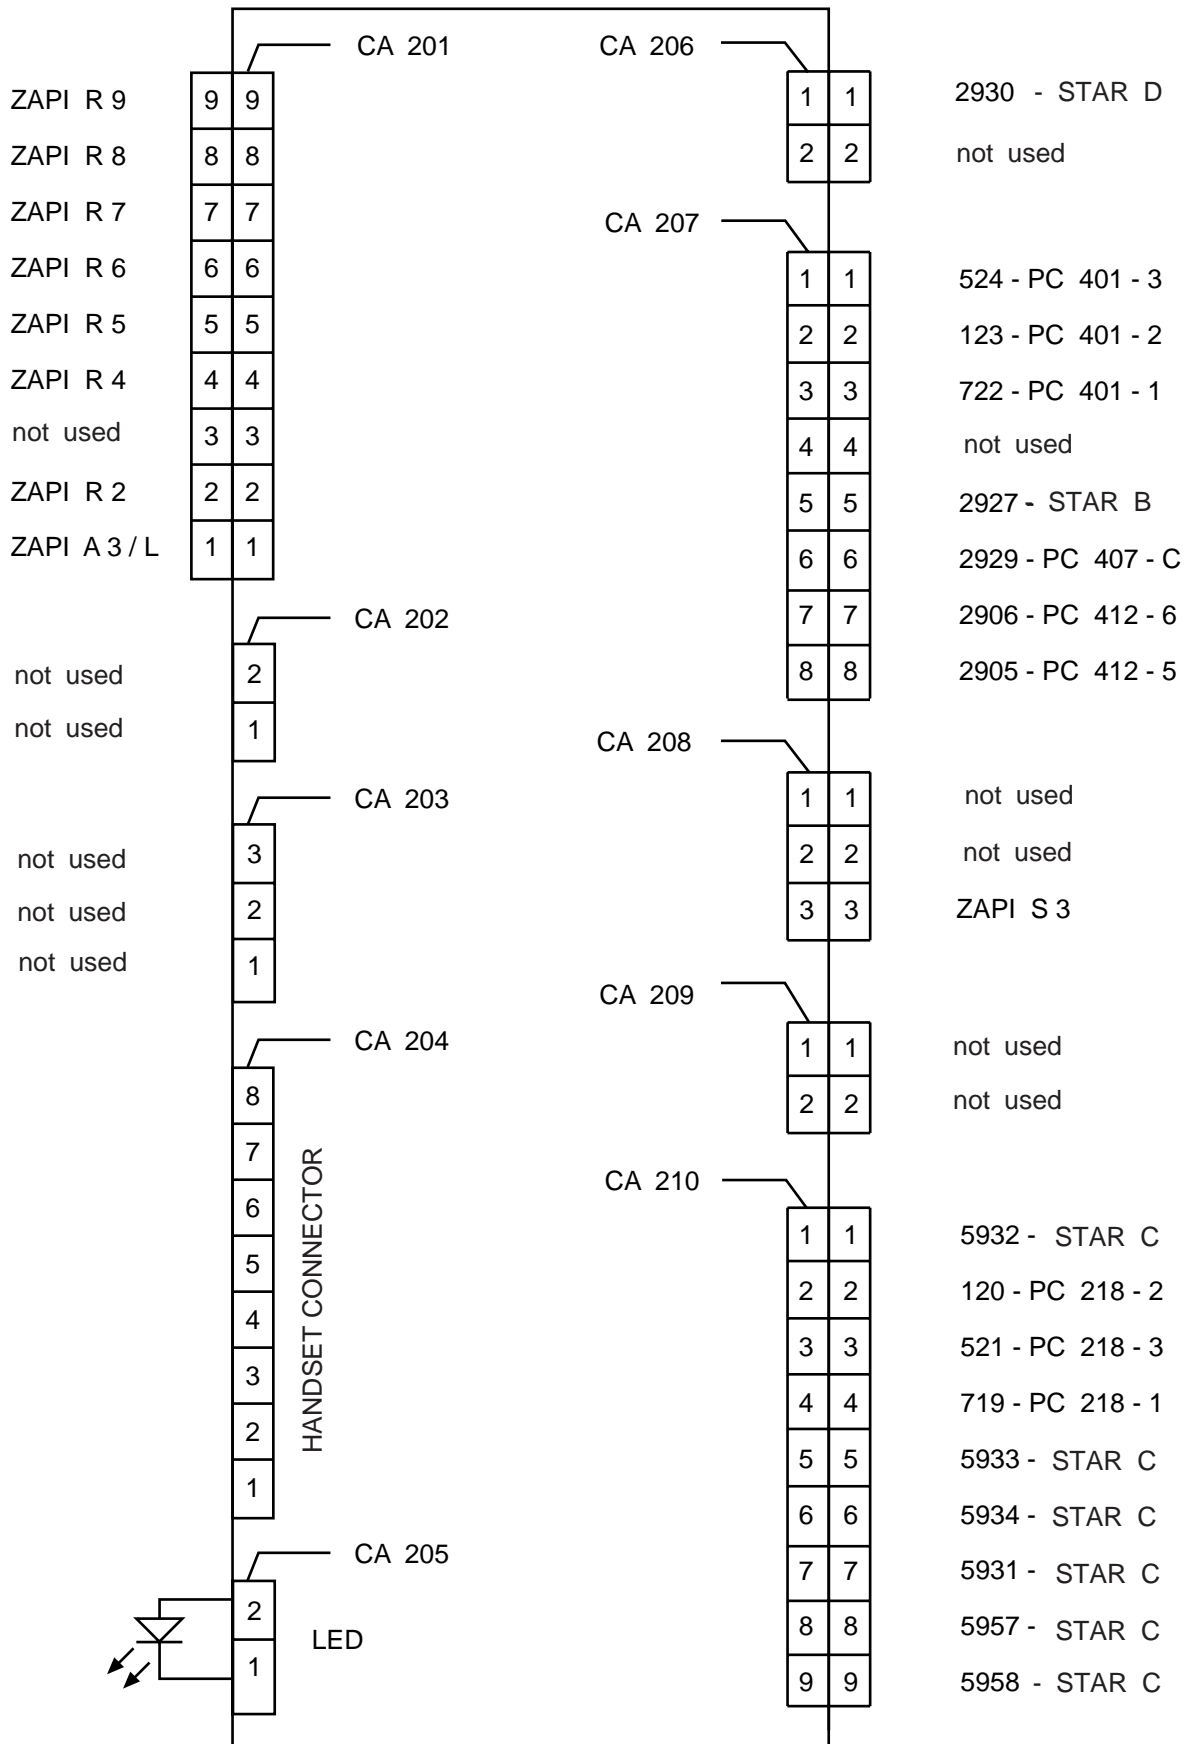 CA 201
ZAPI R 9 9 9
ZAPI R 8 8 8
ZAPI R 7 7 7
ZAPI R 6 6 6
ZAPI R 5 5 5
ZAPI R 4 4 4
not used 3 3
ZAPI R 2 2 2
ZAPI A 3 / L 1 1
CA 202
not used 2
not used 1
CA 203
not used 3
not used 2
not used 1
CA 204
8
7
6
5
4
3
2
1
HANDSET CONNECTOR
CA 205
2
1
LED
CA 206
1 1 2930 - STAR D
2 2 not used
CA 207
1 1 524 - PC 401 - 3
2 2 123 - PC 401 - 2
3 3 722 - PC 401 - 1
4 4 not used
5 5 2927 - STAR B
6 6 2929 - PC 407 - C
7 7 2906 - PC 412 - 6
8 8 2905 - PC 412 - 5
CA 208
1 1 not used
2 2 not used
3 3 ZAPI S 3
CA 209
1 1 not used
2 2 not used
CA 210
1 1 5932 - STAR C
2 2 120 - PC 218 - 2
3 3 521 - PC 218 - 3
4 4 719 - PC 218 - 1
5 5 5933 - STAR C
6 6 5934 - STAR C
7 7 5931 - STAR C
8 8 5957 - STAR C
9 9 5958 - STAR C